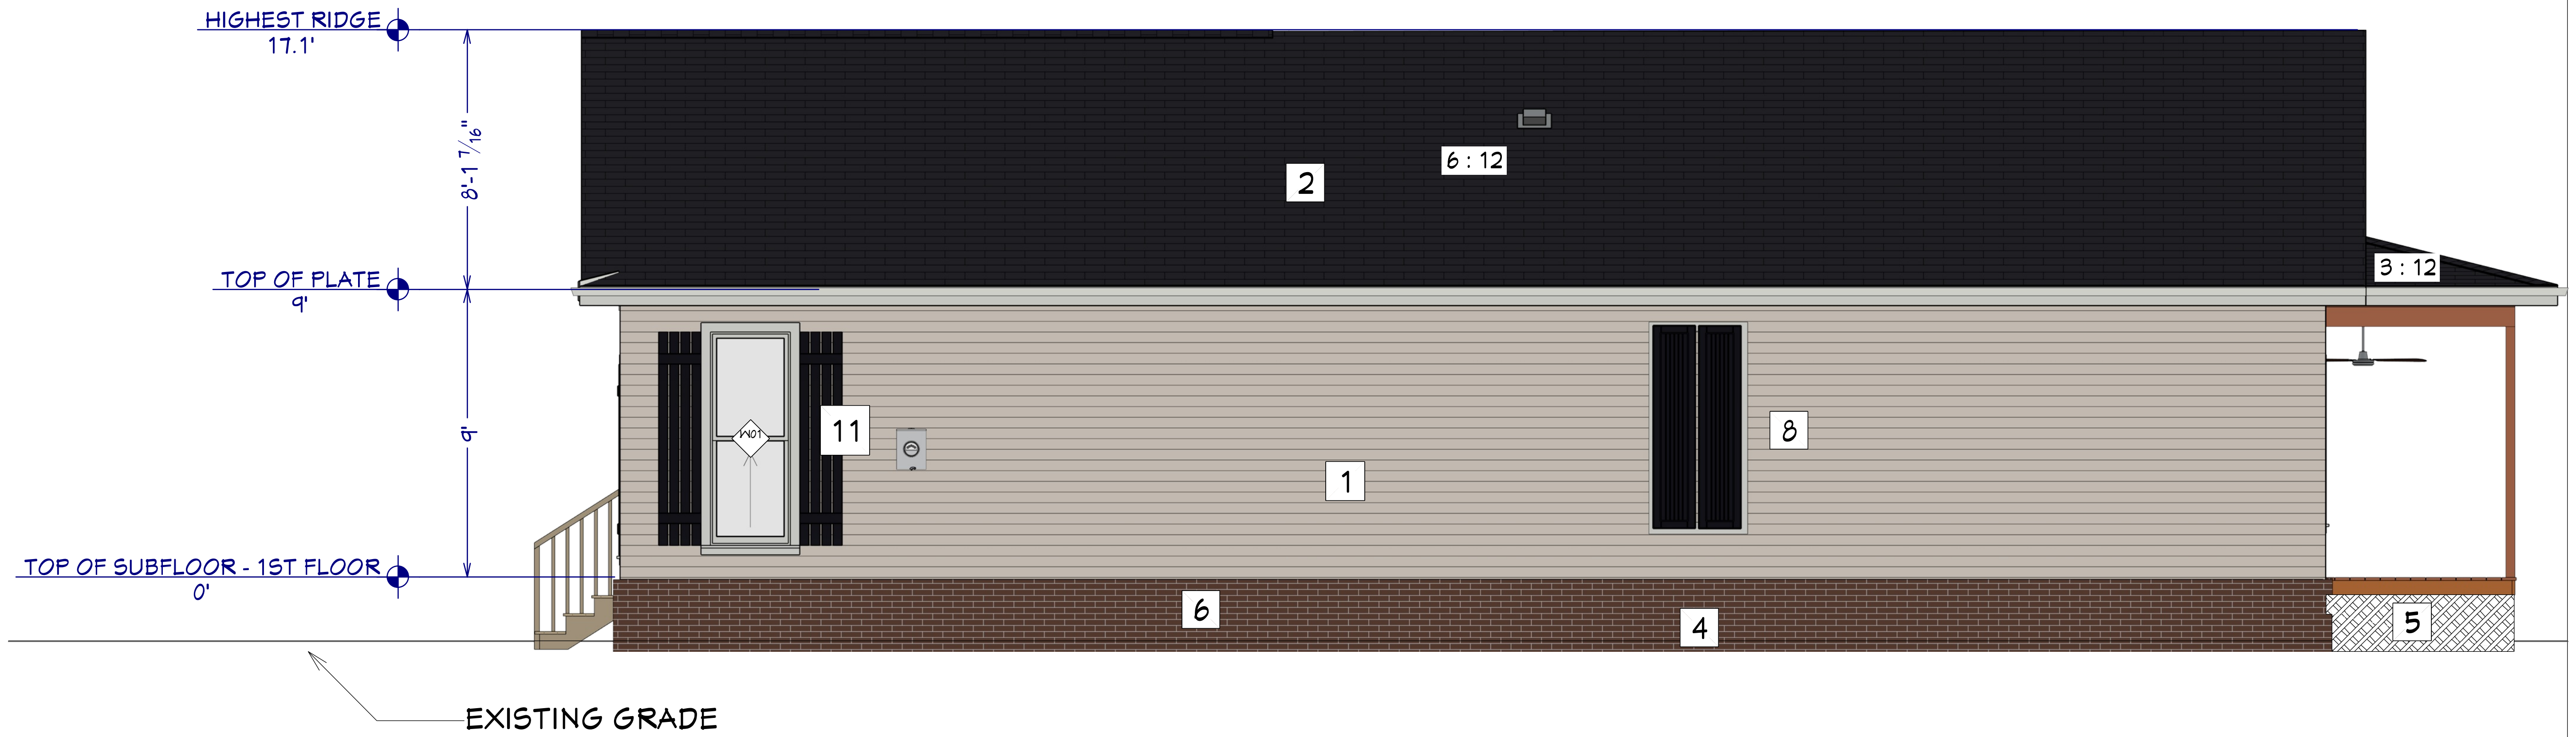 HIGHEST RIDGE
17.1'
8'-1 7/16"
6 : 12
2
3 : 12
TOP OF PLATE
9'
9'
W01
11
8
1
TOP OF SUBFLOOR - 1ST FLOOR
0'
6
4
5
EXISTING GRADE